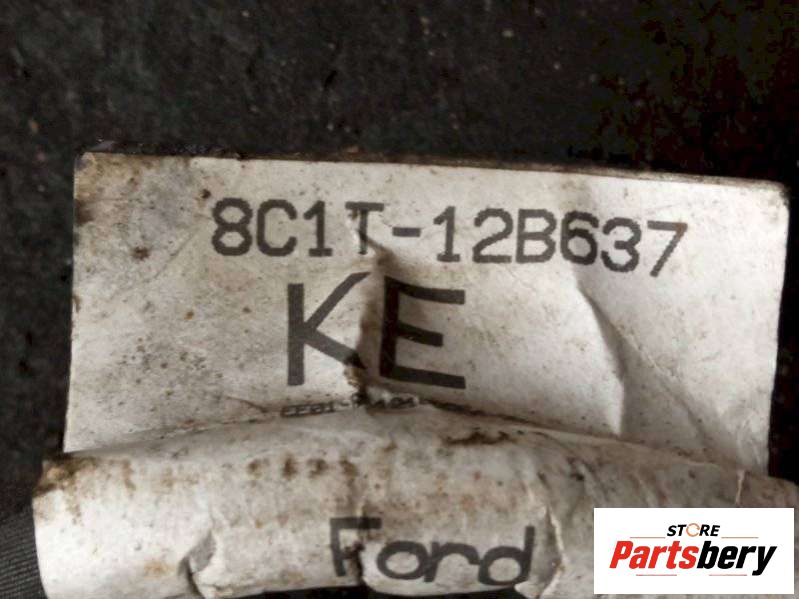 8C1T-12B637
KE
Ford
STORE
Partsbery